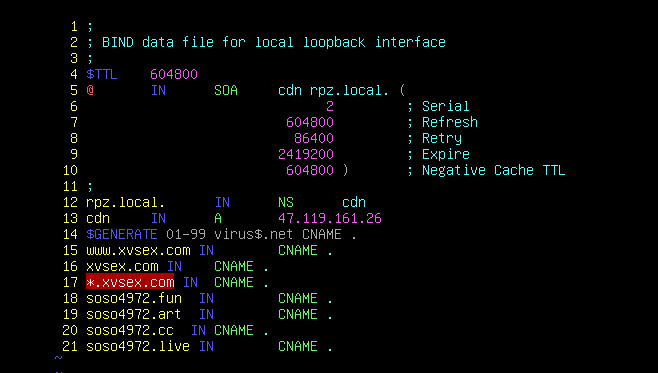 1 ;
2 ; BIND data file for local loopback interface
3 ;
4 $TTL 604800
5 @ IN SOA cdn rpz.local. (
6 2 ; Serial
7 604800 ; Refresh
8 86400 ; Retry
9 2419200 ; Expire
10 604800 ) ; Negative Cache TTL
11 ;
12 rpz.local. IN NS cdn
13 cdn IN A 47.119.161.26
14 $GENERATE 01-99 virus$.net CNAME .
15 www.xvsex.com IN CNAME .
16 xvsex.com IN CNAME .
17 *.xvsex.com IN CNAME .
18 soso4972.fun IN CNAME .
19 soso4972.art IN CNAME .
20 soso4972.cc IN CNAME .
21 soso4972.live IN CNAME .
~
~